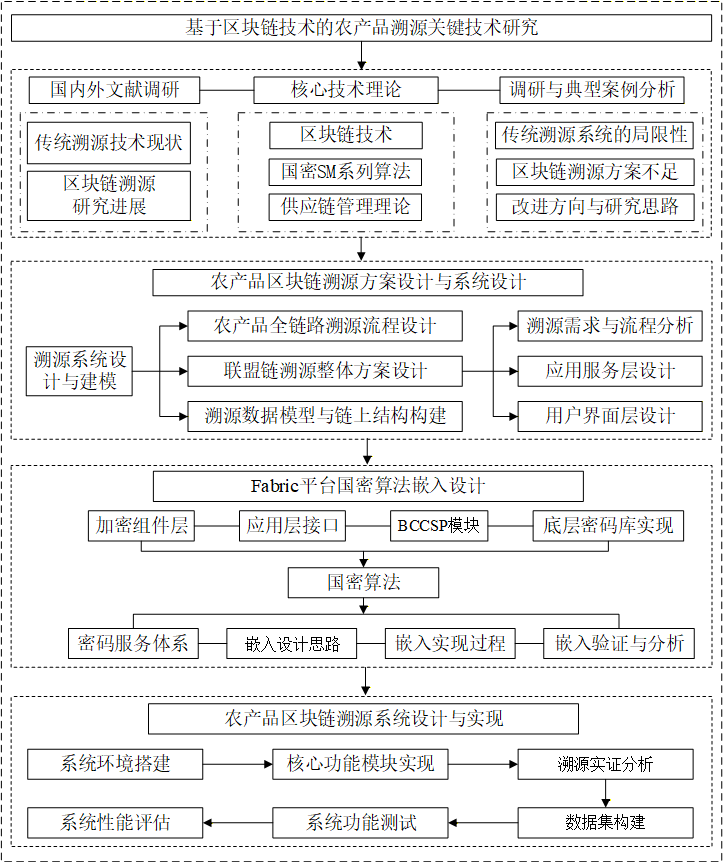 基于区块链技术的农产品溯源关键技术研究
国内外文献调研
核心技术理论
调研与典型案例分析
传统溯源技术现状
区块链溯源
研究进展
区块链技术
国密SM系列算法
供应链管理理论
传统溯源系统的局限性
区块链溯源方案不足
改进方向与研究思路
农产品区块链溯源方案设计与系统设计
溯源系统设
计与建模
农产品全链路溯源流程设计
联盟链溯源整体方案设计
溯源数据模型与链上结构构建
溯源需求与流程分析
应用服务层设计
用户界面层设计
Fabric平台国密算法嵌入设计
加密组件层
应用层接口
BCCSP模块
底层密码库实现
国密算法
密码服务体系
嵌入设计思路
嵌入实现过程
嵌入验证与分析
农产品区块链溯源系统设计与实现
系统环境搭建
核心功能模块实现
溯源实证分析
系统性能评估
系统功能测试
数据集构建